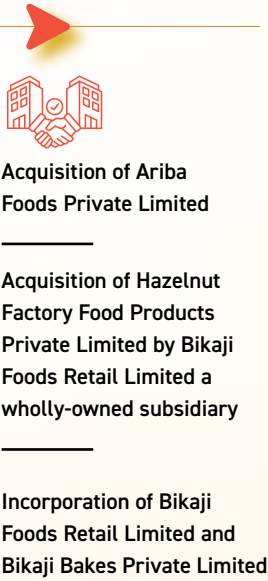 Acquisition of Ariba
Foods Private Limited
Acquisition of Hazelnut
Factory Food Products
Private Limited by Bikaji
Foods Retail Limited a
wholly-owned subsidiary
Incorporation of Bikaji
Foods Retail Limited and
Bikaji Bakes Private Limited